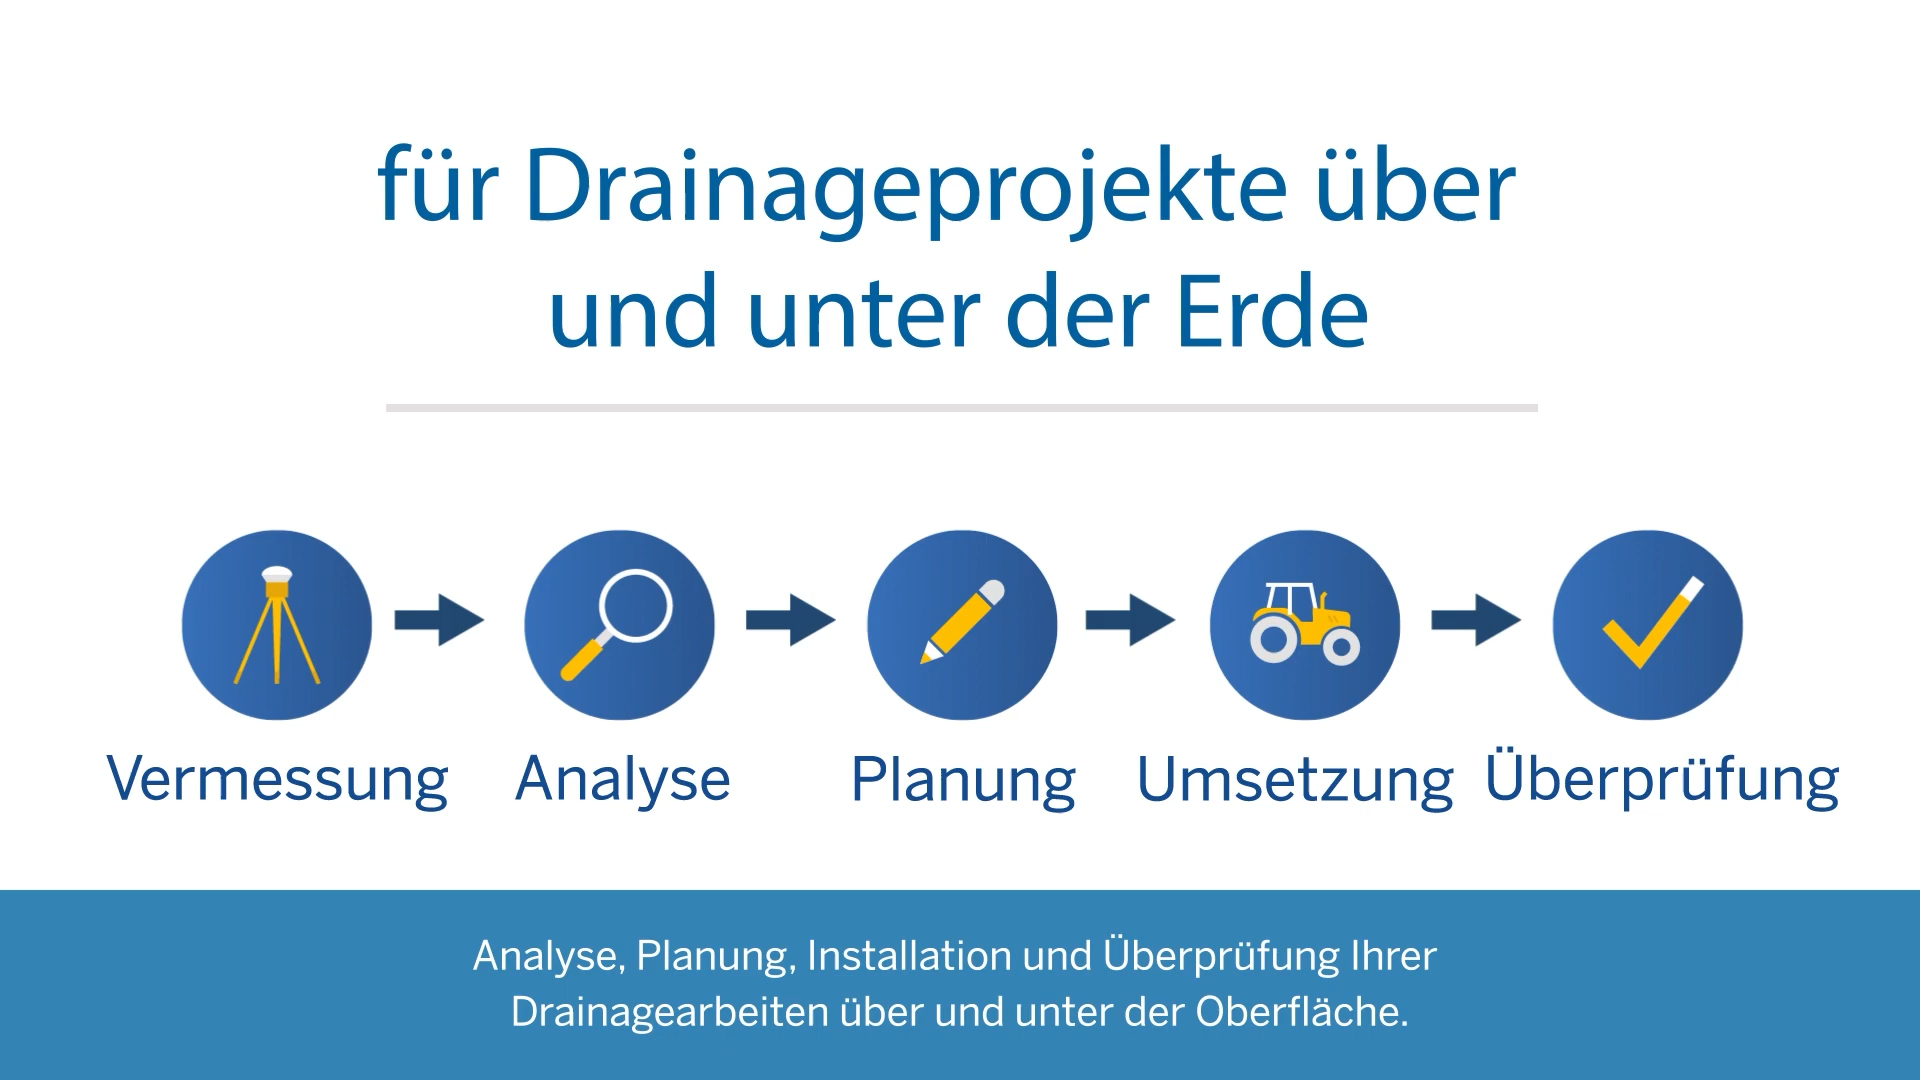 für Drainageprojekte über
und unter der Erde
Vermessung
Analyse
Planung
Umsetzung
Überprüfung
Analyse, Planung, Installation und Überprüfung Ihrer
Drainagearbeiten über und unter der Oberfläche.